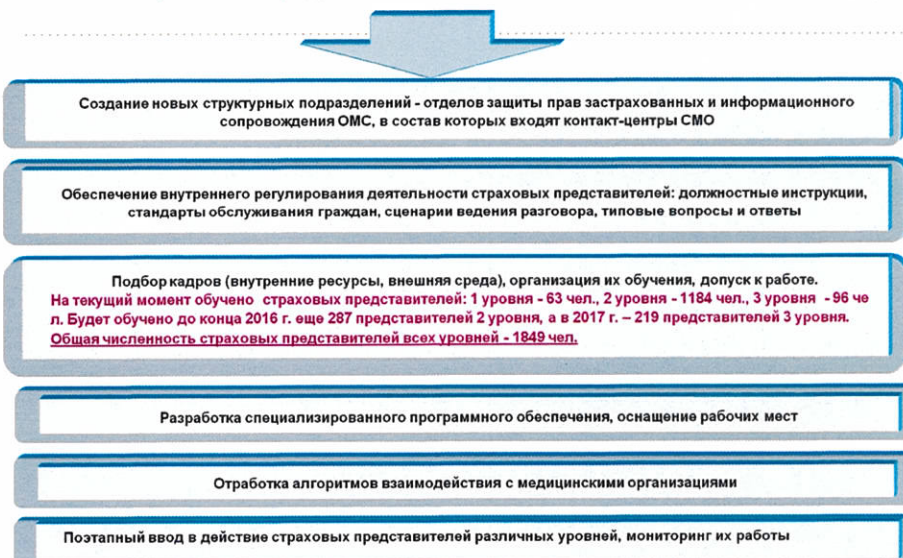 Создание новых структурных подразделений - отделов защиты прав застрахованных и информационного
сопровождения ОМС, в состав которых входят контакт-центры СМО
Обеспечение внутреннего регулирования деятельности страховых представителей: должностные инструкции,
стандарты обслуживания граждан, сценарии ведения разговора, типовые вопросы и ответы
Подбор кадров (внутренние ресурсы, внешняя среда), организация их обучения, допуск к работе.
На текущий момент обучено страховых представителей: 1 уровня - 63 чел., 2 уровня - 1184 чел., 3 уровня - 96 че
л. Будет обучено до конца 2016 г. еще 287 представителей 2 уровня, а в 2017 г. – 219 представителей 3 уровня.
Общая численность страховых представителей всех уровней - 1849 чел.
Разработка специализированного программного обеспечения, оснащение рабочих мест
Отработка алгоритмов взаимодействия с медицинскими организациями
Поэтапный ввод в действие страховых представителей различных уровней, мониторинг их работы